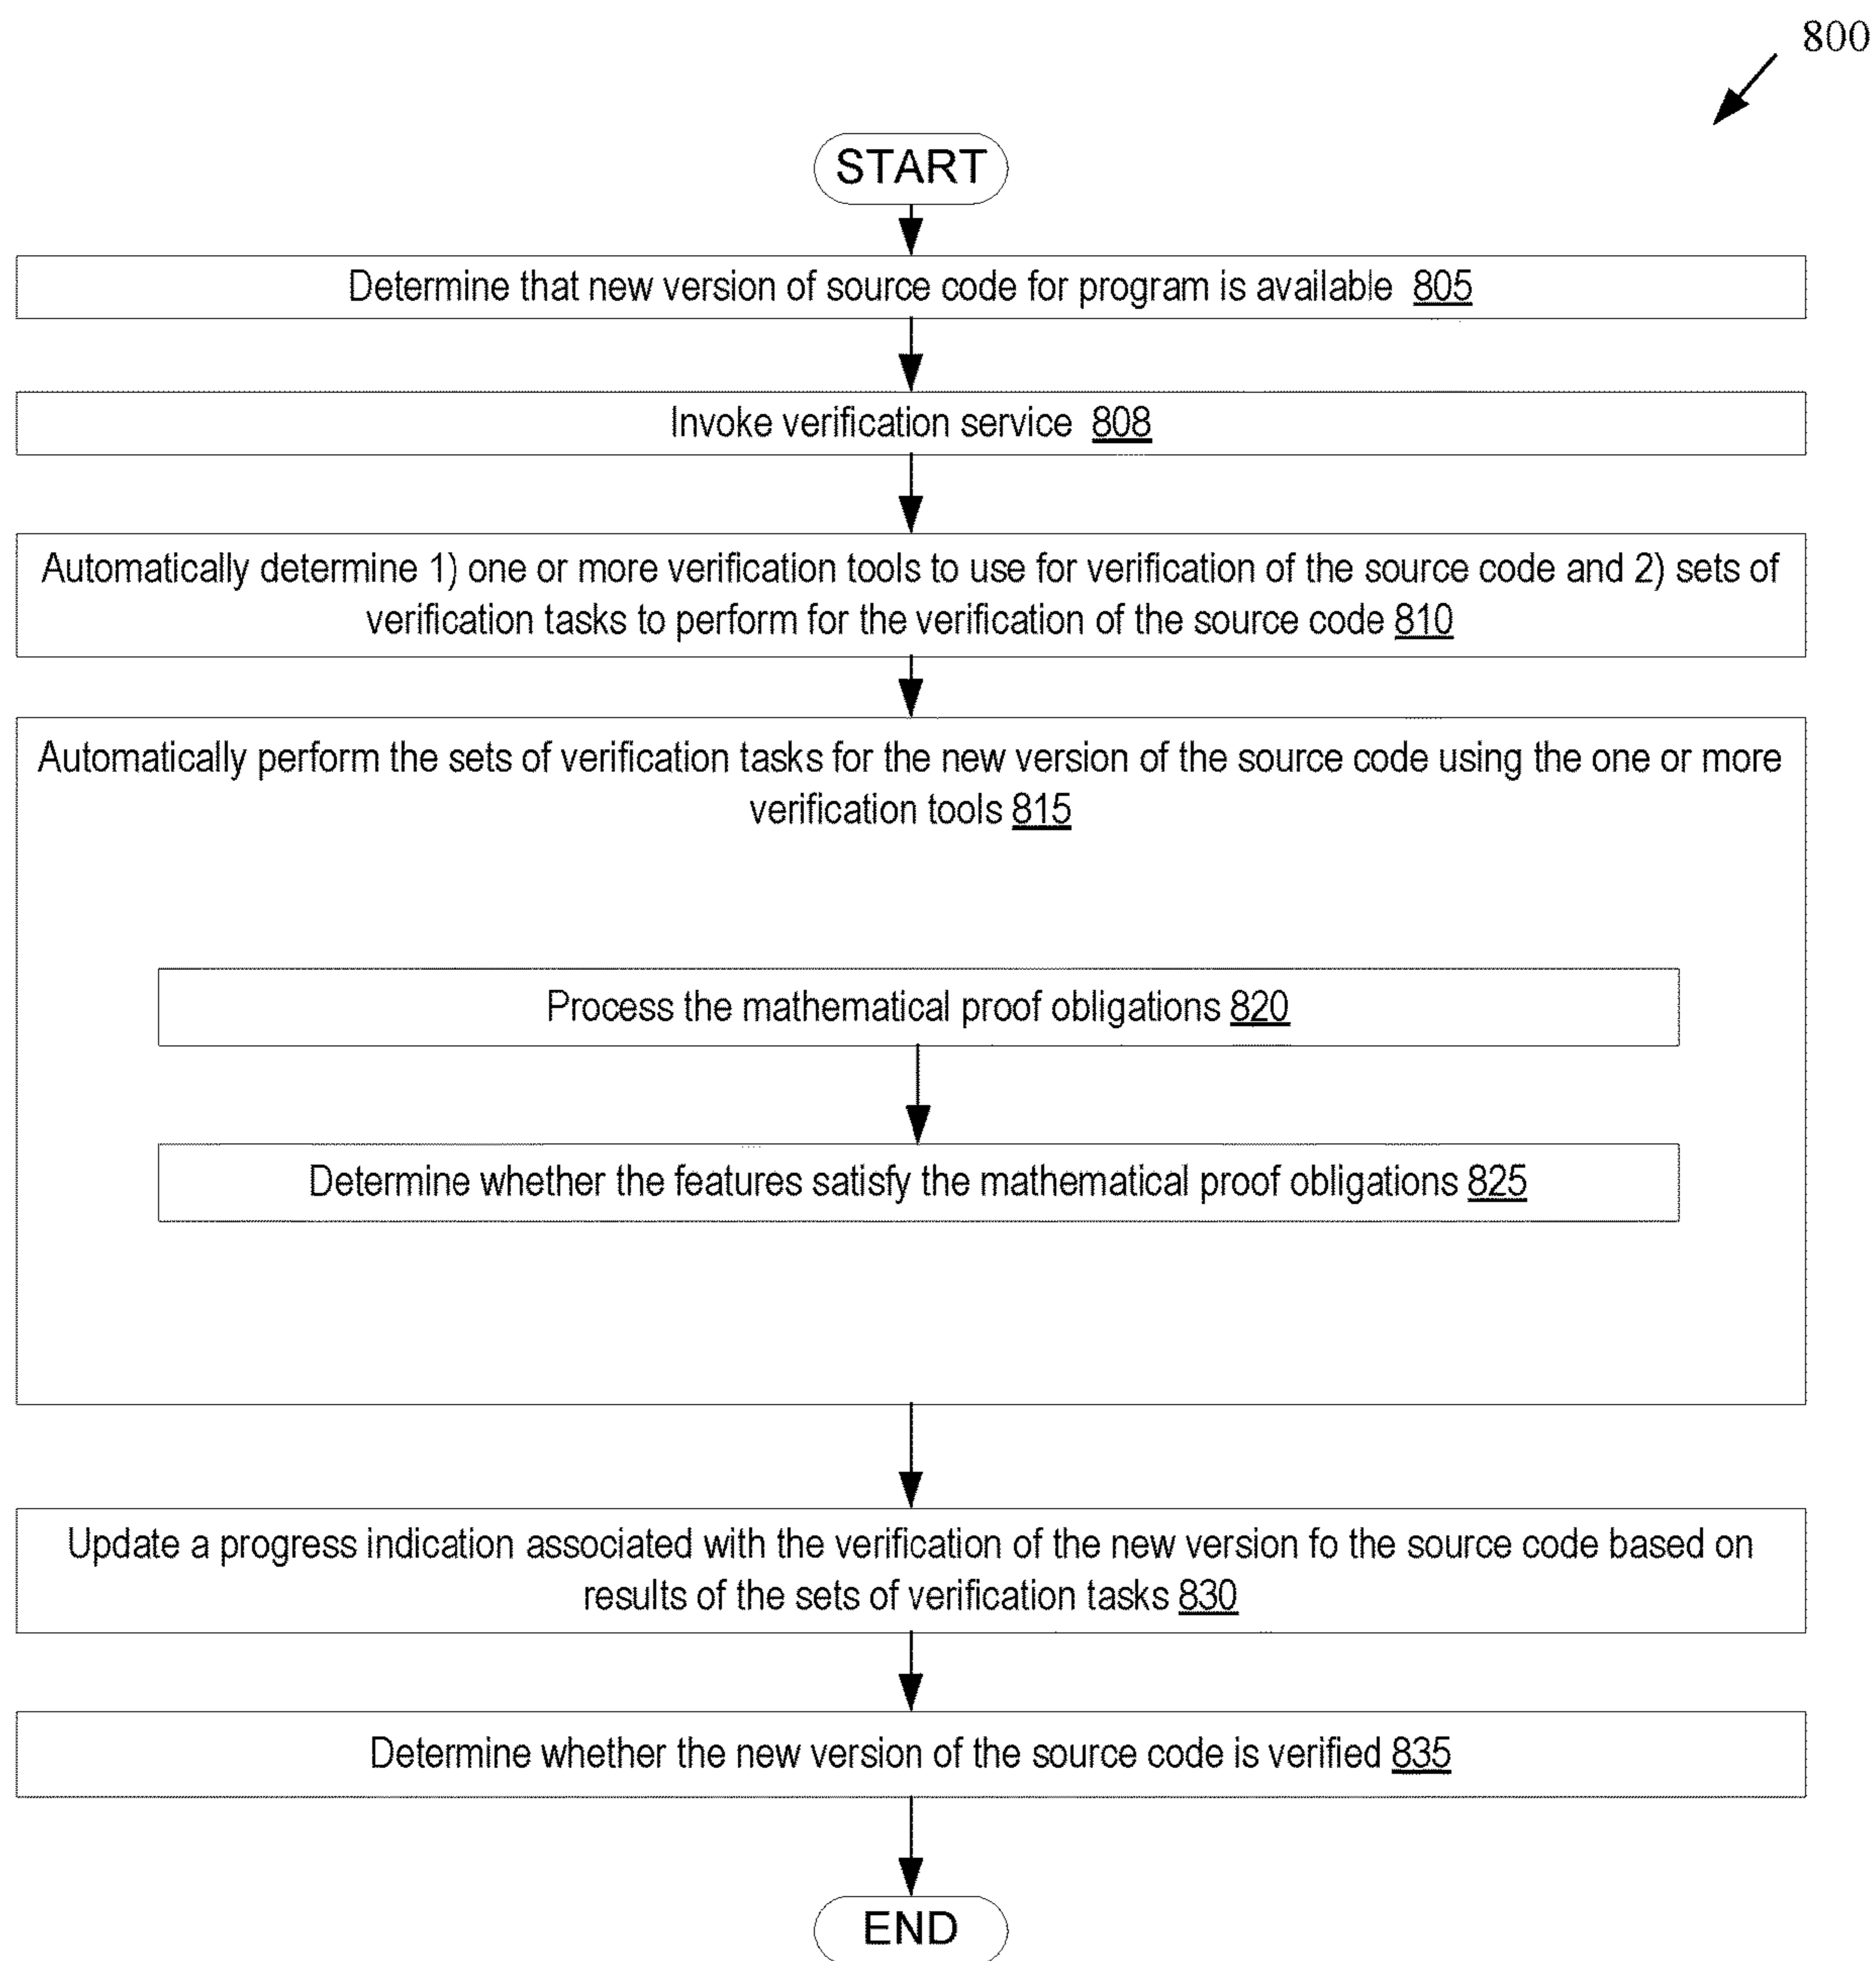 800
START
Determine that new version of source code for program is available 805
Invoke verification service 808
Automatically determine 1) one or more verification tools to use for verification of the source code and 2) sets of
verification tasks to perform for the verification of the source code 810
Automatically perform the sets of verification tasks for the new version of the source code using the one or more
verification tools 815
Process the mathematical proof obligations 820
Determine whether the features satisfy the mathematical proof obligations 825
Update a progress indication associated with the verification of the new version fo the source code based on
results of the sets of verification tasks 830
Determine whether the new version of the source code is verified 835
END